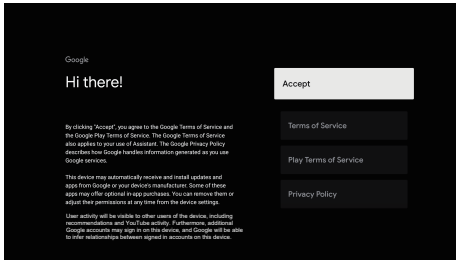 Google
Hi there!
Accept
By clicking "Accept", you agree to the Google Terms of Service and
the Google Play Terms of Service. The Google Terms of Service
also applies to your use of Assistant. The Google Privacy Policy
describes how Google handles information generated as you use
Google services.
Terms of Service
Play Terms of Service
Privacy Policy
This device may automatically receive and install updates and
apps from Google or your device's manufacturer. Some of these
apps may offer optional in-app purchases. You can remove them or
adjust their permissions at any time from the device settings.
User activity will be visible to other users of the device, including
recommendations and YouTube activity. Furthermore, additional
Google accounts may sign in on this device, and Google will be able
to infer relationships between signed in accounts on this device.